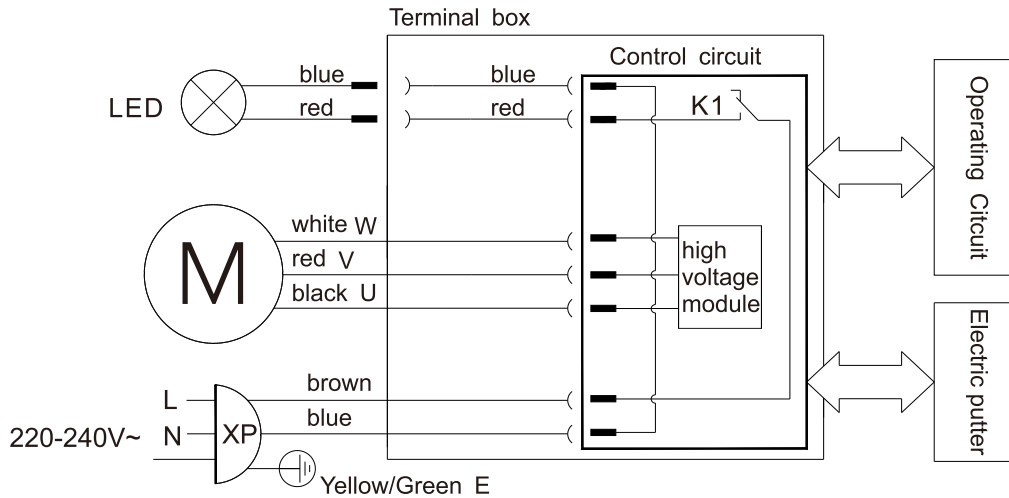 Terminal box
Control circuit
LED
blue
red
blue
red
K1
Operating Citcuit
M
white W
red V
black U
high
voltage
module
Electric putter
220-240V~
L
N
XP
brown
blue
Yellow/Green E